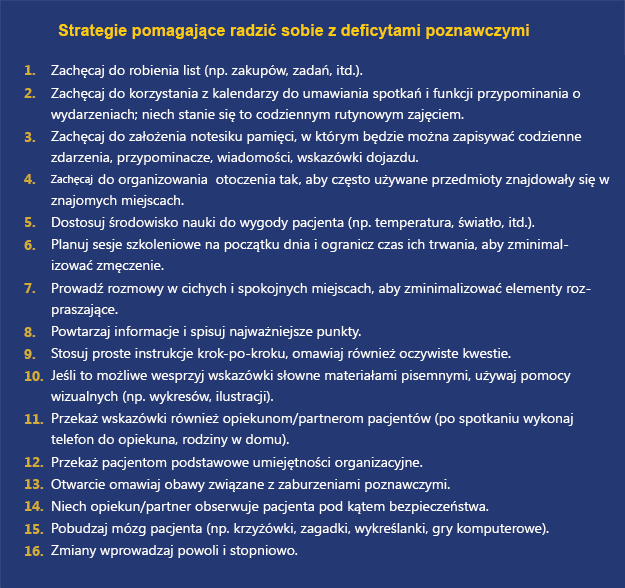 Strategie pomagające radzić sobie z deficytami poznawczymi
1. Zachęcaj do robienia list (np. zakupów, zadań, itd.).
2. Zachęcaj do korzystania z kalendarzy do umawiania spotkań i funkcji przypominania o
wydarzeniach; niech stanie się to codziennym rutynowym zajęciem.
3. Zachęcaj do założenia notesiku pamięci, w którym będzie można zapisywać codzienne
zdarzenia, przypominacze, wiadomości, wskazówki dojazdu.
4. Zachęcaj do organizowania otoczenia tak, aby często używane przedmioty znajdowały się w
znajomych miejscach.
5. Dostosuj środowisko nauki do wygody pacjenta (np. temperatura, światło, itd.).
6. Planuj sesje szkoleniowe na początku dnia i ogranicz czas ich trwania, aby zminimal-
izować zmęczenie.
7. Prowadź rozmowy w cichych i spokojnych miejscach, aby zminimalizować elementy roz-
praszające.
8. Powtarzaj informacje i spisuj najważniejsze punkty.
9. Stosuj proste instrukcje krok-po-kroku, omawiaj również oczywiste kwestie.
10. Jeśli to możliwe wesprzyj wskazówki słowne materiałami pisemnymi, używaj pomocy
wizualnych (np. wykresów, ilustracji).
11. Przekaż wskazówki również opiekunom/partnerom pacjentów (po spotkaniu wykonaj
telefon do opiekuna, rodziny w domu).
12. Przekaż pacjentom podstawowe umiejętności organizacyjne.
13. Otwarcie omawiaj obawy związane z zaburzeniami poznawczymi.
14. Niech opiekun/partner obserwuje pacjenta pod kątem bezpieczeństwa.
15. Pobudzaj mózg pacjenta (np. krzyżówki, zagadki, wykreślanki, gry komputerowe).
16. Zmiany wprowadzaj powoli i stopniowo.